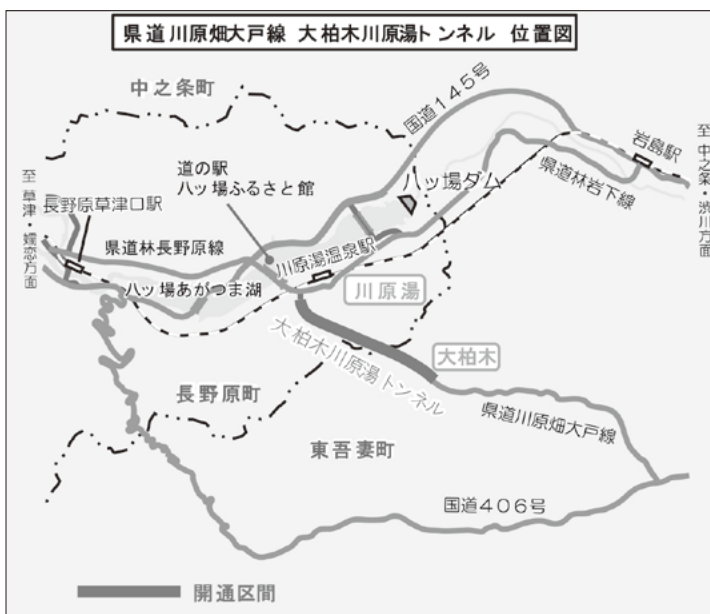 県道川原畑大戸線 大柏木川原湯トンネル 位置図
中之条町
国道145号
岩島駅
至 中之条・渋川方面
県道林岩下線
八ッ場ダム
道の駅
八ッ場ふるさと館
至 草津・嬬恋方面
長野原草津口駅
県道林長野原線
川原湯温泉駅
八ッ場あがつま湖
川原湯
大柏木川原湯トンネル
大柏木
長野原町
県道川原畑大戸線
東吾妻町
国道406号
開通区間